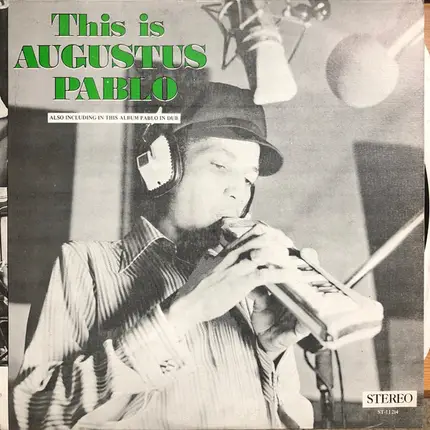 This is
AUGUSTUS
PABLO
ALSO INCLUDING IN THIS ALBUM PABLO IN DUB
STEREO